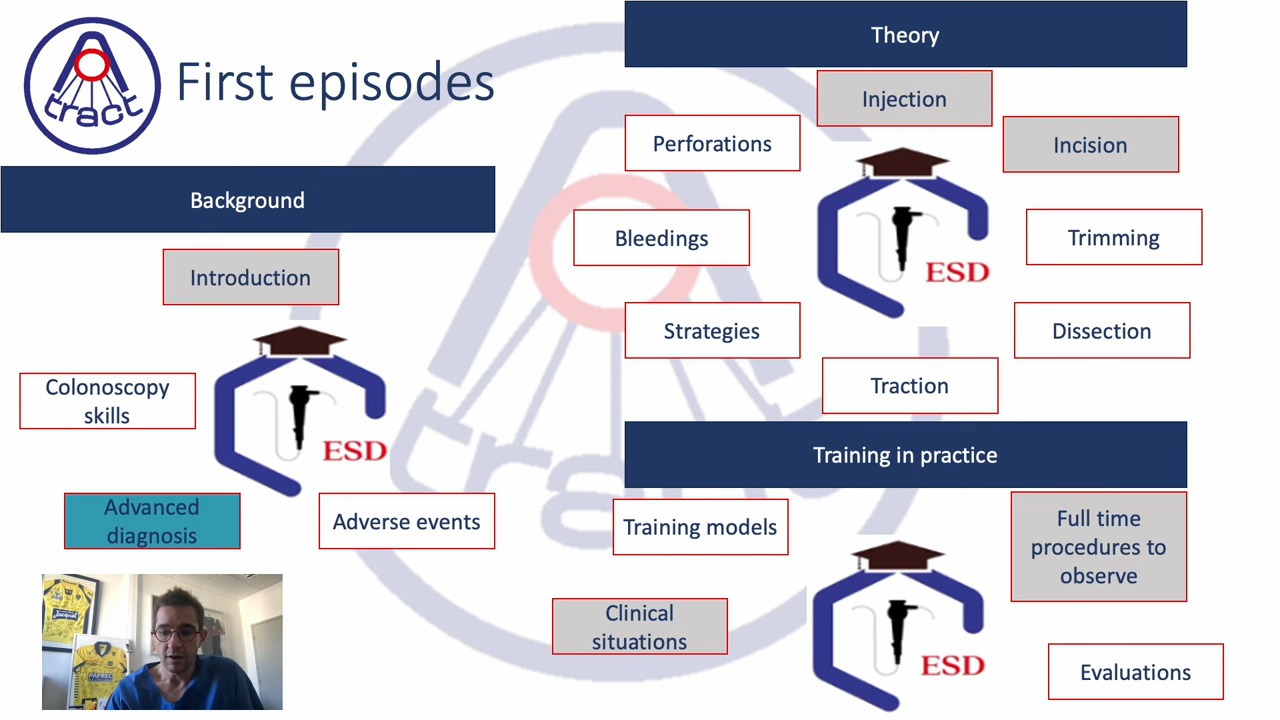 tract
First episodes
Background
Introduction
Colonoscopy
skills
ESD
Advanced
diagnosis
Adverse events
Theory
Injection
Perforations
Incision
Bleedings
Trimming
ESD
Strategies
Dissection
Traction
Training in practice
Training models
Full time
procedures to
observe
Clinical
situations
ESD
Evaluations
PAPREC